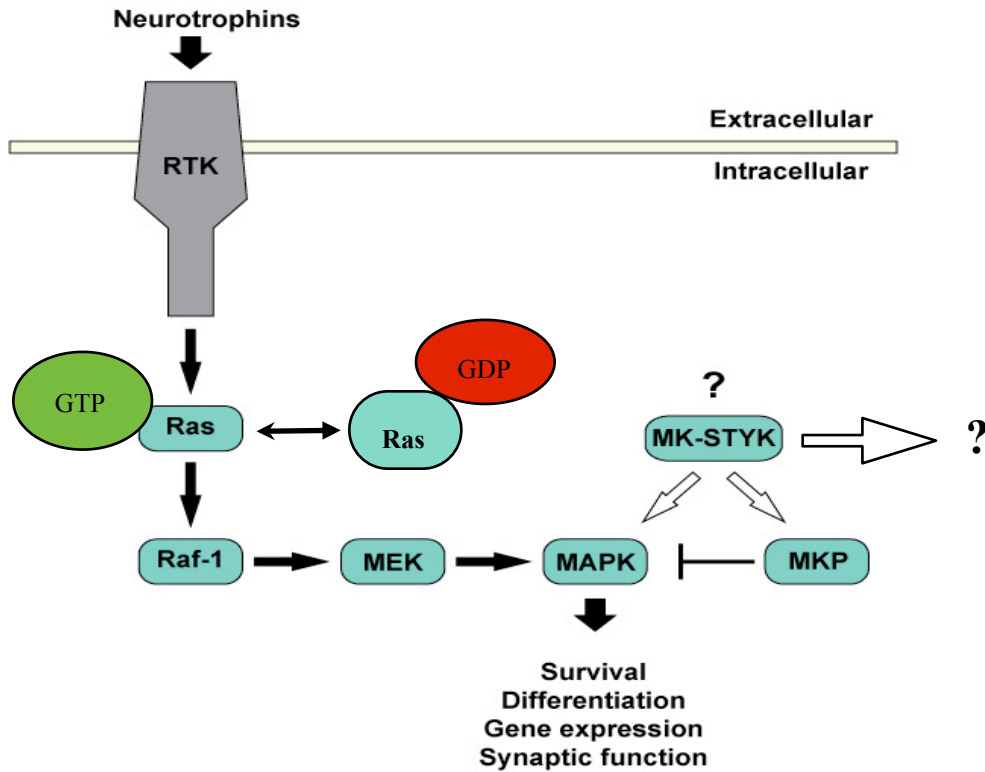 Neurotrophins
Extracellular
RTK
Intracellular
GDP
GTP
Ras
Ras
?
MK-STYK
?
Raf-1
MEK
MAPK
MKP
Survival
Differentiation
Gene expression
Synaptic function